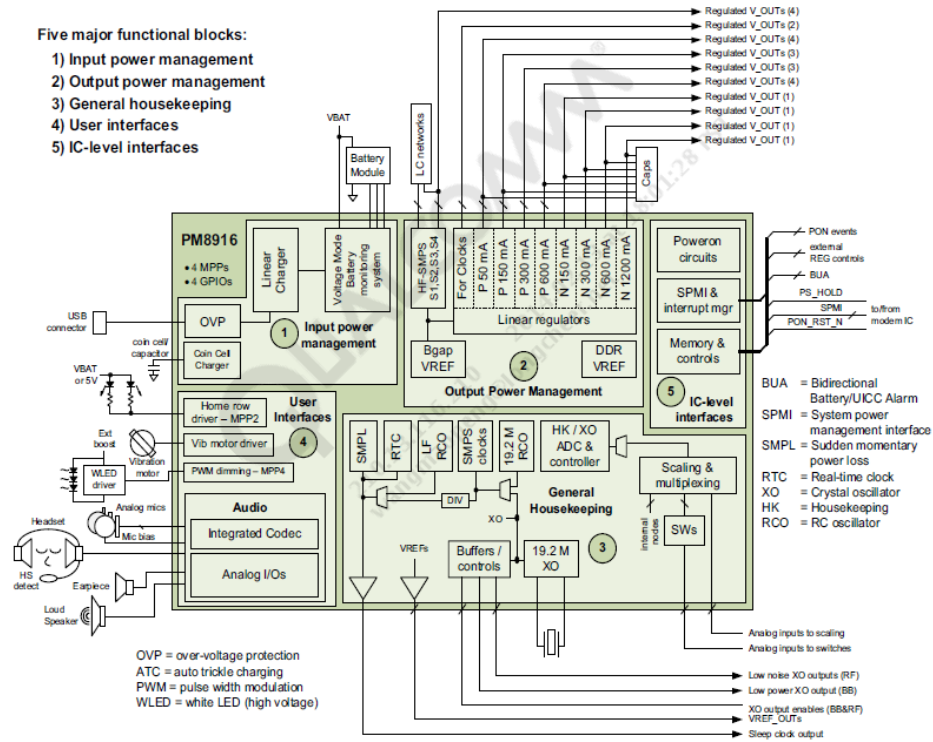 Five major functional blocks:
1) Input power management
2) Output power management
3) General housekeeping
4) User interfaces
5) IC-level interfaces
Regulated V_OUTs (4)
Regulated V_OUTs (2)
Regulated V_OUTs (4)
Regulated V_OUTs (3)
Regulated V_OUTs (3)
Regulated V_OUTs (4)
Regulated V_OUT (1)
Regulated V_OUT (1)
Regulated V_OUT (1)
Regulated V_OUT (1)
VBAT
Battery
Module
LC networks
Caps
QUALCOMM®
PM8916
• 4 MPPs
• 4 GPIOs
Linear
Charger
Voltage Mode
Battery
monitoring
system
HF-SMPS
S1,S2,S3,S4
For Clocks
P 50 mA
P 150 mA
P 300 mA
P 600 mA
N 150 mA
N 300 mA
N 600 mA
N 1200 mA
Linear regulators
Poweron
circuits
SPMI &
interrupt mgr
Memory &
controls
5
IC-level
interfaces
PON events
external
REG controls
BUA
PS_HOLD
SPMI
PON_RST_N
to/from
modem IC
USB
connector
OVP
1
Input power
management
coin cell/
capacitor
Coin Cell
Charger
Bgap
VREF
2
DDR
VREF
Output Power Management
VBAT
or 5V
Home row
driver – MPP2
User
Interfaces
4
Ext
boost
Vib motor driver
Vibration
motor
WLED
driver
PWM dimming – MPP4
SMPL
RTC
LF
RCO
SMPS
clocks
19.2 M
RCO
HK / XO
ADC &
controller
Scaling &
multiplexing
DIV
XO
General
Housekeeping
3
internal
nodes
SWs
VREFs
Buffers /
controls
19.2 M
XO
Analog mics
Mic bias
Audio
Integrated Codec
Headset
HS
detect
Analog I/Os
Earpiece
Loud
Speaker
BUA = Bidirectional
Battery/UICC Alarm
SPMI = System power
management interface
SMPL = Sudden momentary
power loss
RTC = Real-time clock
XO = Crystal oscillator
HK = Housekeeping
RCO = RC oscillator
OVP = over-voltage protection
ATC = auto trickle charging
PWM = pulse width modulation
WLED = white LED (high voltage)
Analog inputs to scaling
Analog inputs to switches
Low noise XO outputs (RF)
Low power XO output (BB)
XO output enables (BB&RF)
VREF_OUTs
Sleep clock output